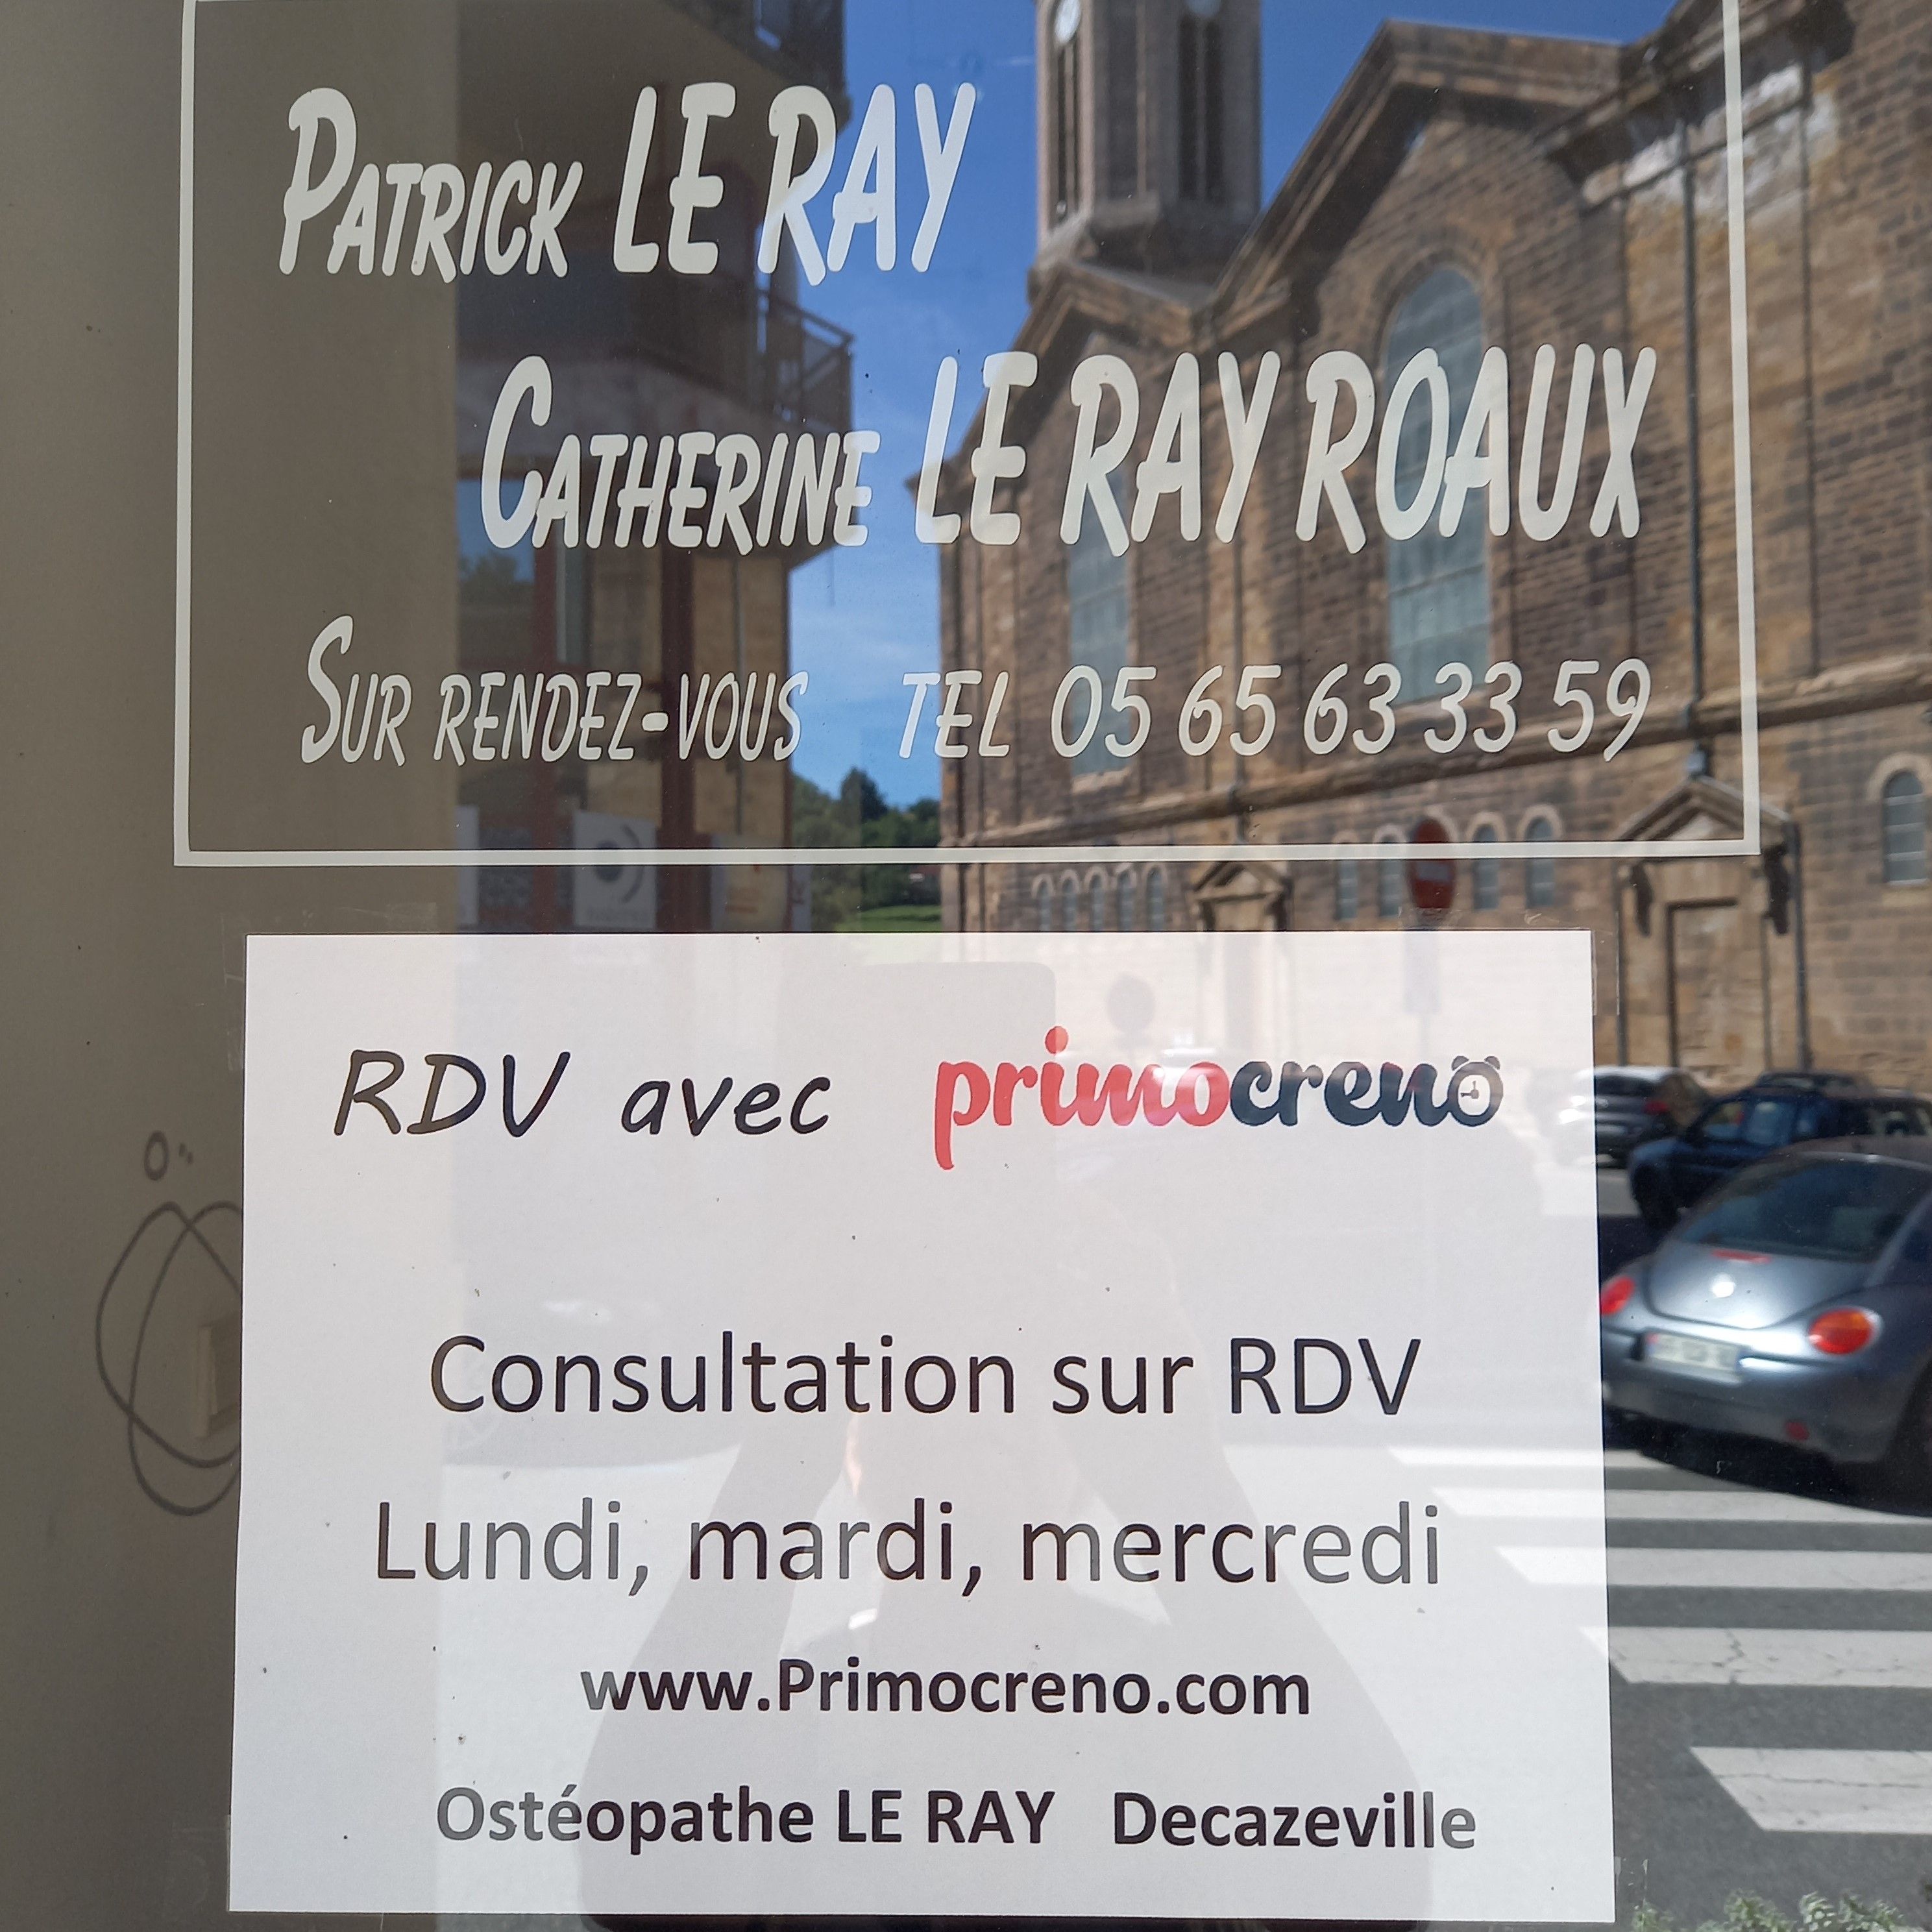 PATRICK LE RAY
CATHERINE LE RAY ROAUX
SUR RENDEZ-VOUS TEL 05 65 63 33 59
RDV avec primocreno
Consultation sur RDV
Lundi, mardi, mercredi
www.Primocreno.com
Ostéopathe LE RAY Decazeville